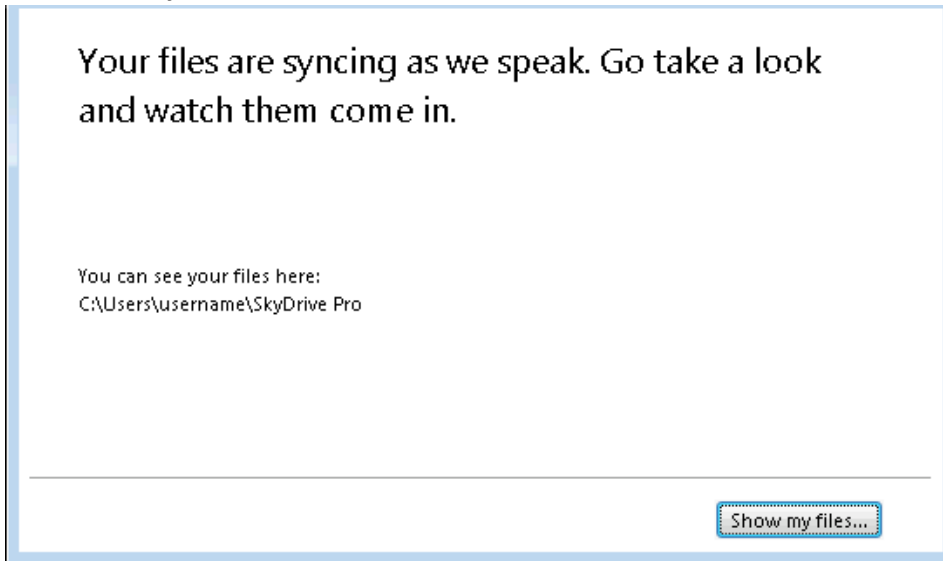 Your files are syncing as we speak. Go take a look
and watch them come in.
You can see your files here:
C:\Users\username\SkyDrive Pro
Show my files...